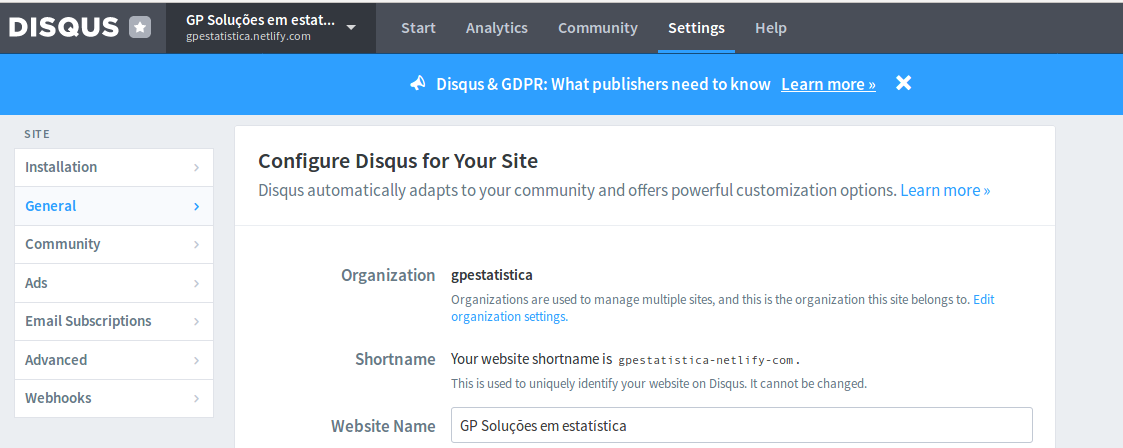 DISQUS
GP Soluções em estat...
gpestatistica.netlify.com
Start Analytics Community Settings Help
Disqus & GDPR: What publishers need to know Learn more »
SITE
Installation
General
Community
Ads
Email Subscriptions
Advanced
Webhooks
Configure Disqus for Your Site
Disqus automatically adapts to your community and offers powerful customization options. Learn more »
Organization gpestatistica
Organizations are used to manage multiple sites, and this is the organization this site belongs to. Edit
organization settings.
Shortname Your website shortname is gpestatistica-netlify-com.
This is used to uniquely identify your website on Disqus. It cannot be changed.
Website Name GP Soluções em estatística